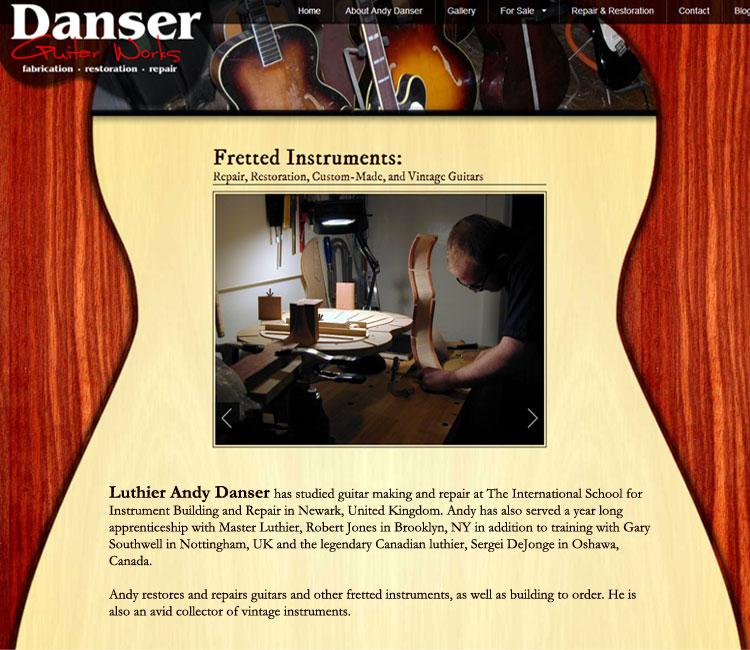 Danser
Guitar Works
fabrication · restoration · repair
Home About Andy Danser Gallery For Sale Repair & Restoration Contact Blog
Fretted Instruments:
Repair, Restoration, Custom-Made, and Vintage Guitars
Luthier Andy Danser has studied guitar making and repair at The International School for
Instrument Building and Repair in Newark, United Kingdom. Andy has also served a year long
apprenticeship with Master Luthier, Robert Jones in Brooklyn, NY in addition to training with Gary
Southwell in Nottingham, UK and the legendary Canadian luthier, Sergei DeJonge in Oshawa,
Canada.
Andy restores and repairs guitars and other fretted instruments, as well as building to order. He is
also an avid collector of vintage instruments.